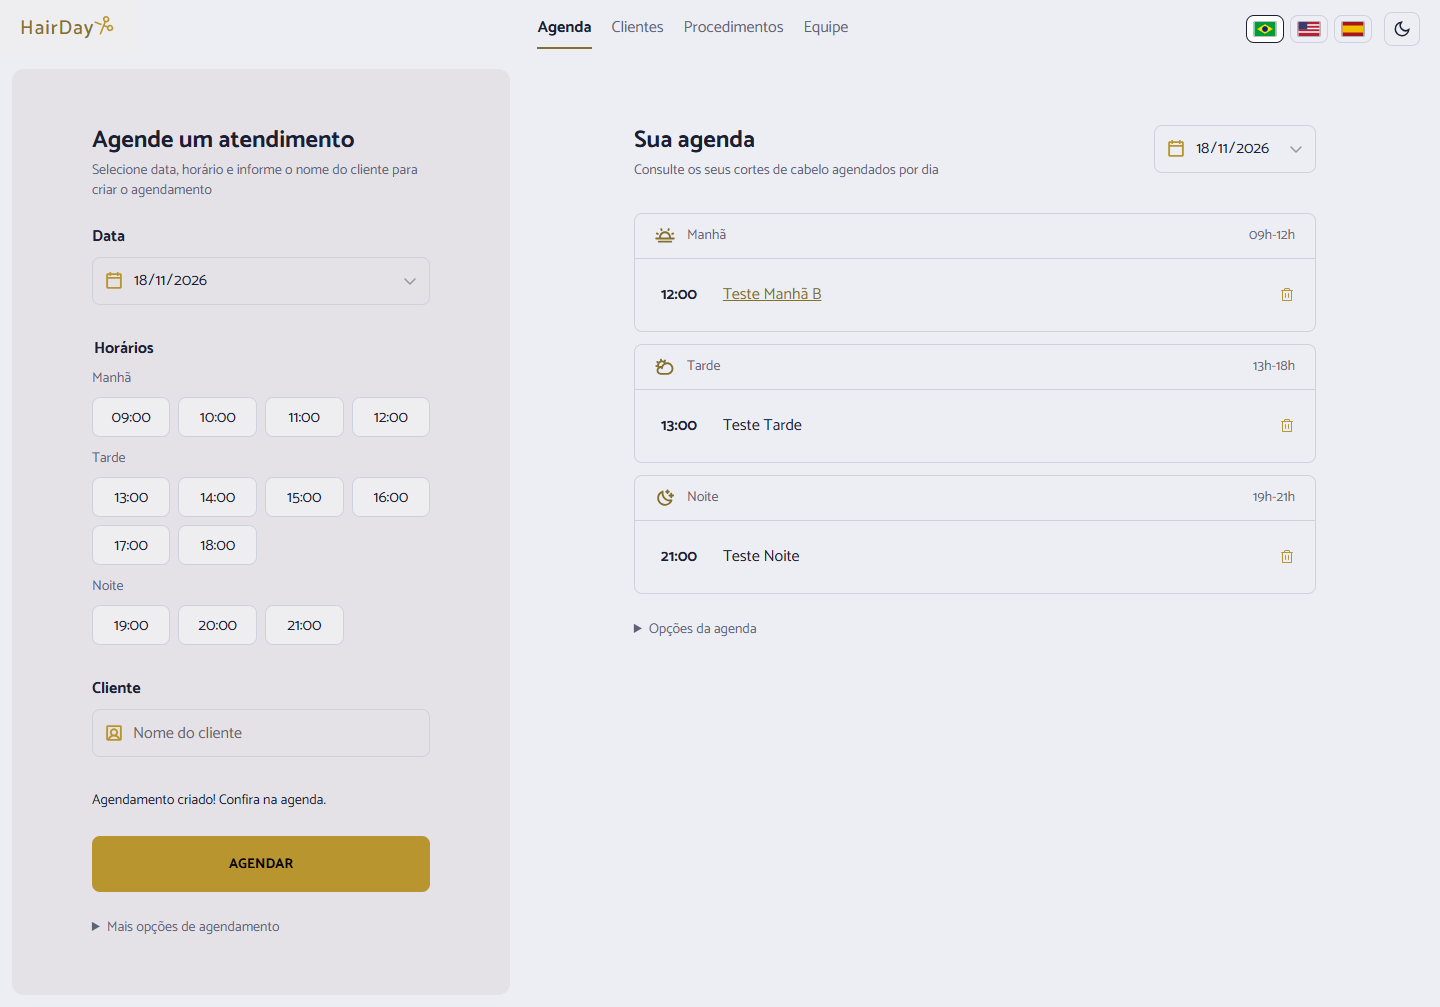 HairDay
Agenda Clientes Procedimentos Equipe
Agende um atendimento
Selecione data, horário e informe o nome do cliente para
criar o agendamento
Data
18/11/2026
Horários
Manhã
09:00 10:00 11:00 12:00
Tarde
13:00 14:00 15:00 16:00
17:00 18:00
Noite
19:00 20:00 21:00
Cliente
Nome do cliente
Agendamento criado! Confira na agenda.
AGENDAR
Mais opções de agendamento
Sua agenda
Consulte os seus cortes de cabelo agendados por dia
18/11/2026
Manhã 09h-12h
12:00 Teste Manhã B
Tarde 13h-18h
13:00 Teste Tarde
Noite 19h-21h
21:00 Teste Noite
Opções da agenda